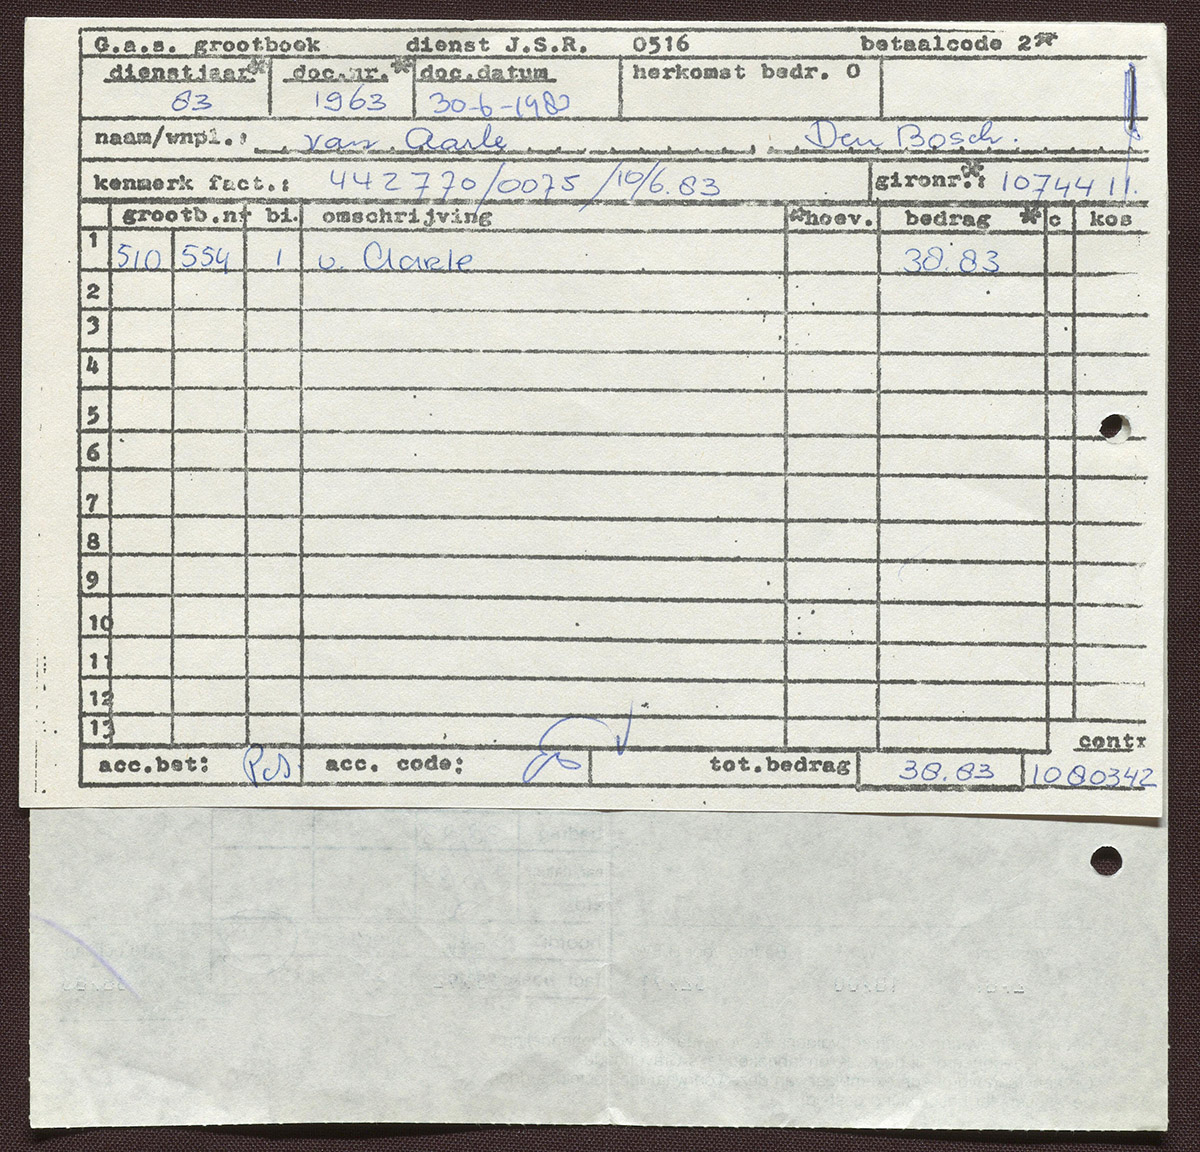 G.a.s. grootboek dienst J.S.R. 0516 betaalcode 2*
dienstjaar* doc.nr.* doc.datum herkomst bedr. 0
83 1963 30-6-1983
naam/wnpl.: van Aarle Den Bosch.
kenmerk fact.: 442770/0075/10/6.83 gironr.*: 1074411.
grootb.nr bi. omschrijving *hoev. bedrag * c kos
1 510 554 1 v. Aarle 38.83
2
3
4
5
6
7
8
9
10
11
12
13
contr
acc.bet: acc. code: tot.bedrag 38.83 1080342